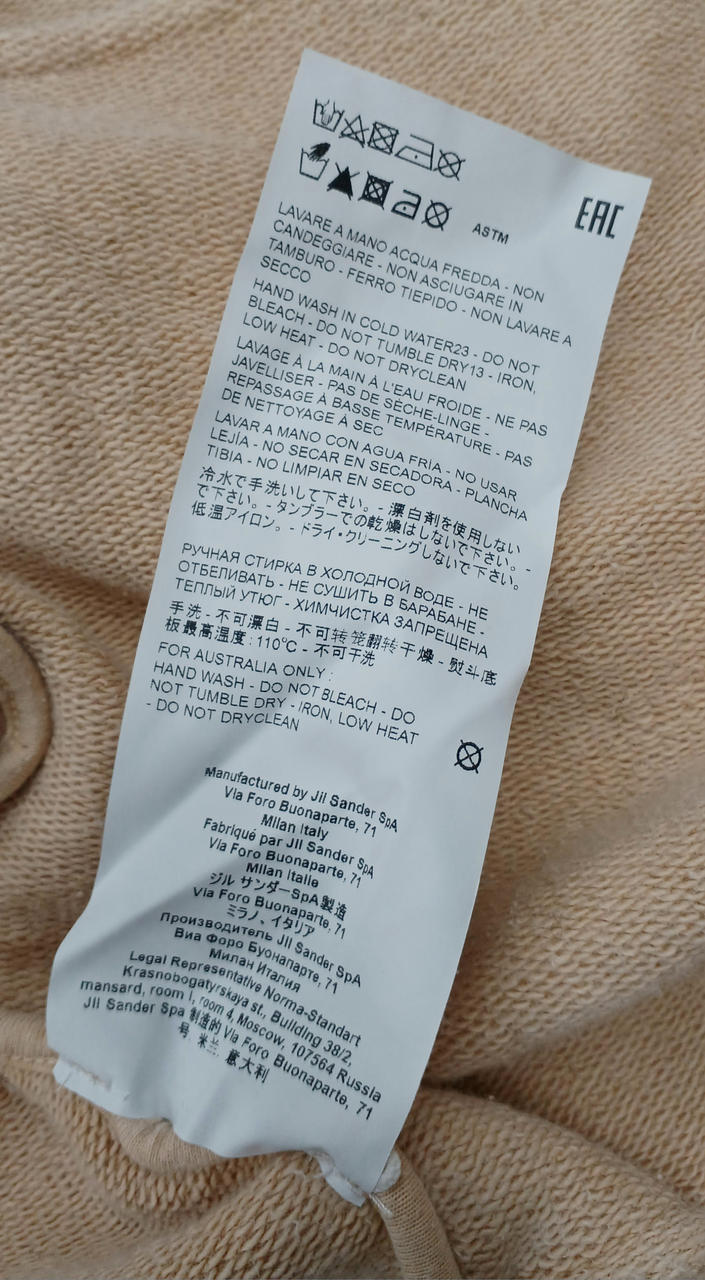 EAC
ASTM
LAVARE A MANO ACQUA FREDDA - NON
CANDEGGIARE - NON ASCIUGARE IN
TAMBURO - FERRO TIEPIDO - NON LAVARE A
SECCO
HAND WASH IN COLD WATER23 - DO NOT
BLEACH - DO NOT TUMBLE DRY13 - IRON,
LOW HEAT - DO NOT DRYCLEAN
LAVAGE À LA MAIN À L'EAU FROIDE - NE PAS
JAVELLISER - PAS DE SÈCHE-LINGE -
REPASSAGE À BASSE TEMPÉRATURE - PAS
DE NETTOYAGE À SEC
LAVAR A MANO CON AGUA FRIA - NO USAR
LEJÍA - NO SECAR EN SECADORA - PLANCHA
TIBIA - NO LIMPIAR EN SECO
冷水で手洗いして下さい。- 漂白剤を使用しない
で下さい。- タンブラーでの乾燥はしないで下さい。-
低温アイロン。- ドライ・クリーニングしないで下さい。
РУЧНАЯ СТИРКА В ХОЛОДНОЙ ВОДЕ - НЕ
ОТБЕЛИВАТЬ - НЕ СУШИТЬ В БАРАБАНЕ -
ТЕПЛЫЙ УТЮГ - ХИМЧИСТКА ЗАПРЕЩЕНА
手洗 - 不可漂白 - 不可转笼翻转干燥 - 熨斗底
板最高温度: 110°C - 不可干洗
FOR AUSTRALIA ONLY :
HAND WASH - DO NOT BLEACH - DO
NOT TUMBLE DRY - IRON, LOW HEAT
- DO NOT DRYCLEAN
Manufactured by Jil Sander SpA
Via Foro Buonaparte, 71
Milan Italy
Fabriqué par Jil Sander SpA
Via Foro Buonaparte, 71
Milan Italie
ジル サンダーSpA製造
Via Foro Buonaparte, 71
ミラノ、イタリア
Производитель Jil Sander SpA
Виа Форо Буонапарте, 71
Милан Италия
Legal Representative Norma-Standart
Krasnobogatyrskaya st., Building 38/2,
mansard, room I, room 4, Moscow, 107564 Russia
Jil Sander Spa 制造的 Via Foro Buonaparte, 71
号 米兰 意大利